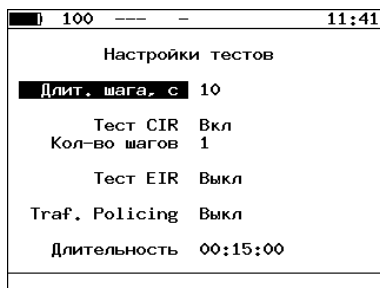 100 --- - 11:41
Настройки тестов
Длит. шага, с 10
Тест CIR Вкл
Кол-во шагов 1
Тест EIR Выкл
Traf. Policing Выкл
Длительность 00:15:00